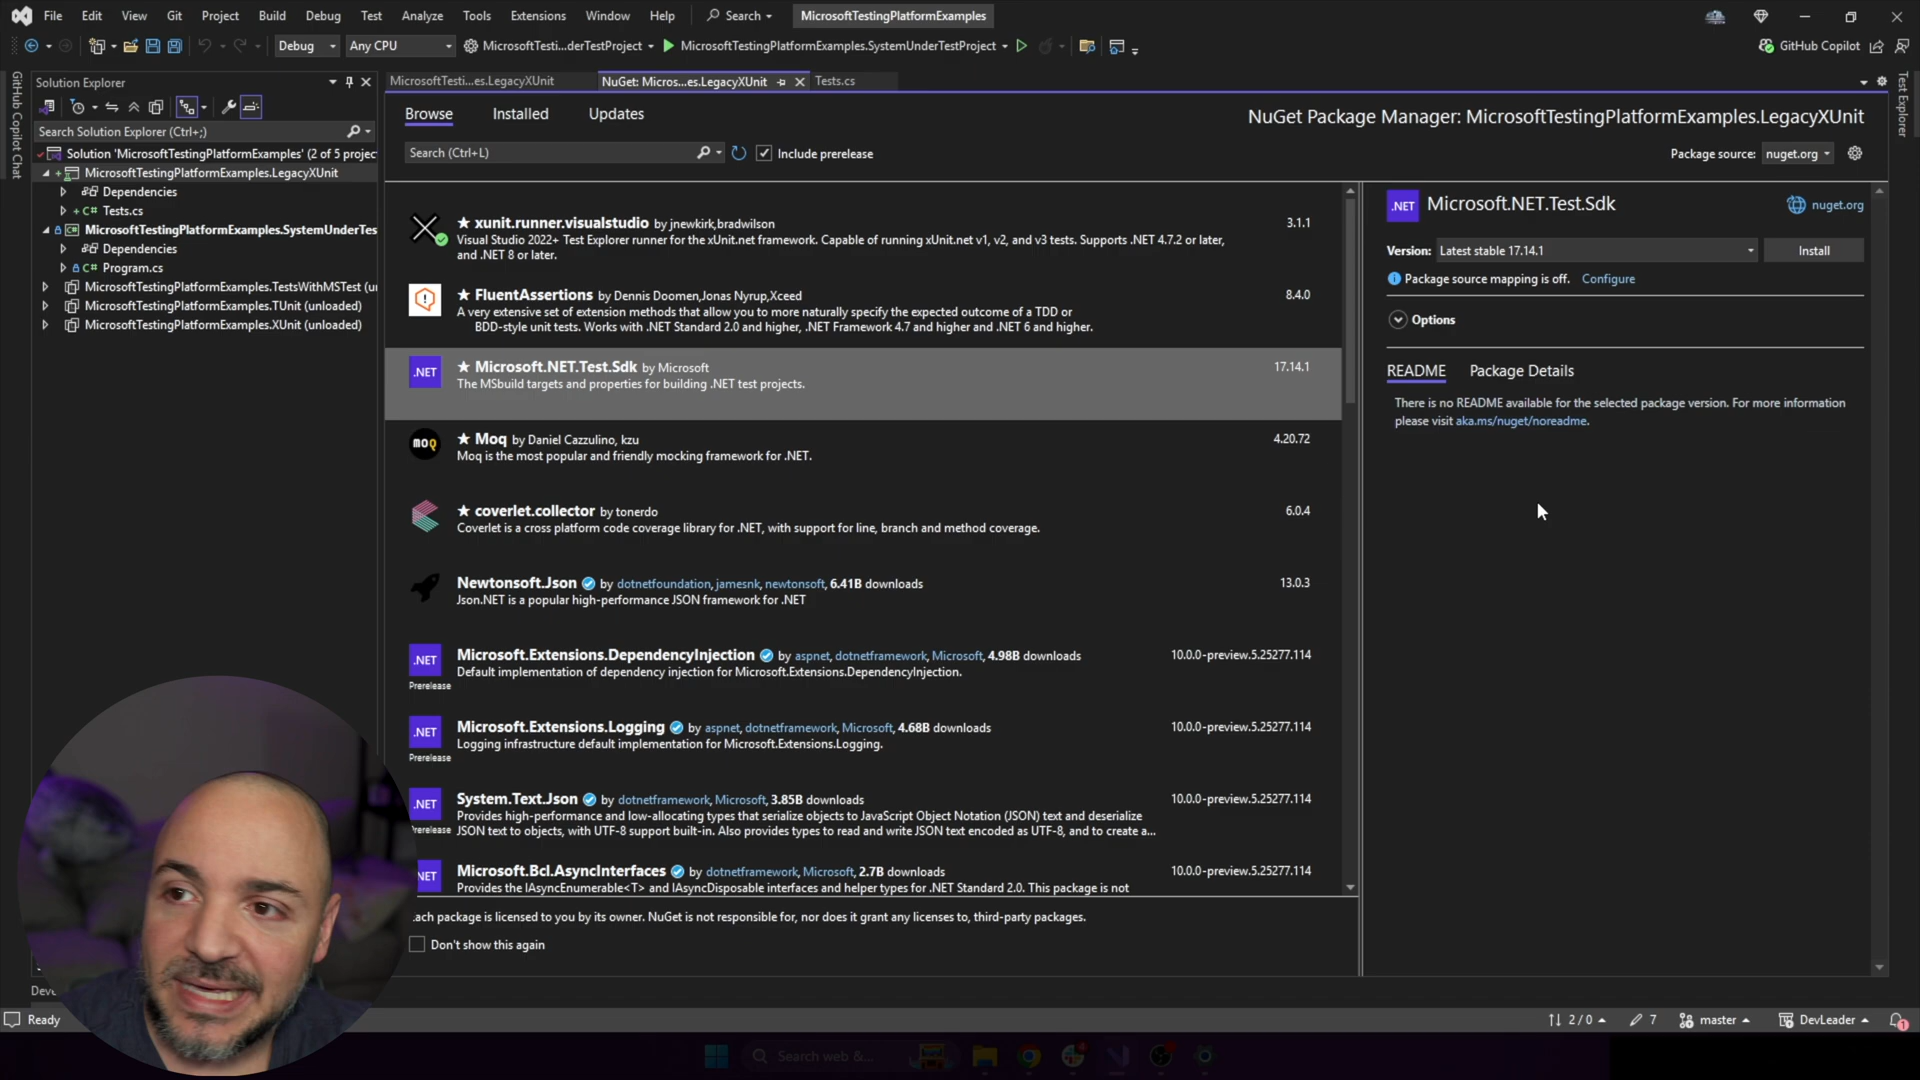 File Edit View Git Project Build Debug Test Analyze Tools Extensions Window Help Search MicrosoftTestingPlatformExamples
Debug Any CPU MicrosoftTesti...derTestProject MicrosoftTestingPlatformExamples.SystemUnderTestProject GitHub Copilot
GitHub Copilot Chat
Solution Explorer
Search Solution Explorer (Ctrl+;)
Solution 'MicrosoftTestingPlatformExamples' (2 of 5 projec
MicrosoftTestingPlatformExamples.LegacyXUnit
Dependencies
C# Tests.cs
MicrosoftTestingPlatformExamples.SystemUnderTes
Dependencies
C# Program.cs
MicrosoftTestingPlatformExamples.TestsWithMSTest (u
MicrosoftTestingPlatformExamples.TUnit (unloaded)
MicrosoftTestingPlatformExamples.XUnit (unloaded)
MicrosoftTesti...es.LegacyXUnit NuGet: Micros...es.LegacyXUnit Tests.cs
Browse Installed Updates
NuGet Package Manager: MicrosoftTestingPlatformExamples.LegacyXUnit
Search (Ctrl+L) Include prerelease
Package source: nuget.org
xunit.runner.visualstudio by jnewkirk,bradwilson 3.1.1
Visual Studio 2022+ Test Explorer runner for the xUnit.net framework. Capable of running xUnit.net v1, v2, and v3 tests. Supports .NET 4.7.2 or later,
and .NET 8 or later.
FluentAssertions by Dennis Doomen,Jonas Nyrup,Xceed 8.4.0
A very extensive set of extension methods that allow you to more naturally specify the expected outcome of a TDD or
BDD-style unit tests. Works with .NET Standard 2.0 and higher, .NET Framework 4.7 and higher and .NET 6 and higher.
.NET Microsoft.NET.Test.Sdk by Microsoft 17.14.1
The MSbuild targets and properties for building .NET test projects.
MOQ Moq by Daniel Cazzulino, kzu 4.20.72
Moq is the most popular and friendly mocking framework for .NET.
coverlet.collector by tonerdo 6.0.4
Coverlet is a cross platform code coverage library for .NET, with support for line, branch and method coverage.
Newtonsoft.Json by dotnetfoundation, jamesnk, newtonsoft, 6.41B downloads 13.0.3
Json.NET is a popular high-performance JSON framework for .NET
.NET Microsoft.Extensions.DependencyInjection by aspnet, dotnetframework, Microsoft, 4.98B downloads 10.0.0-preview.5.25277.114
Default implementation of dependency injection for Microsoft.Extensions.DependencyInjection.
Prerelease
.NET Microsoft.Extensions.Logging by aspnet, dotnetframework, Microsoft, 4.68B downloads 10.0.0-preview.5.25277.114
Logging infrastructure default implementation for Microsoft.Extensions.Logging.
Prerelease
.NET System.Text.Json by dotnetframework, Microsoft, 3.85B downloads 10.0.0-preview.5.25277.114
Provides high-performance and low-allocating types that serialize objects to JavaScript Object Notation (JSON) text and deserialize
rerelease JSON text to objects, with UTF-8 support built-in. Also provides types to read and write JSON text encoded as UTF-8, and to create a...
NET Microsoft.Bcl.AsyncInterfaces by dotnetframework, Microsoft, 2.7B downloads 10.0.0-preview.5.25277.114
Provides the IAsyncEnumerable<T> and IAsyncDisposable interfaces and helper types for .NET Standard 2.0. This package is not
ach package is licensed to you by its owner. NuGet is not responsible for, nor does it grant any licenses to, third-party packages.
Don't show this again
.NET Microsoft.NET.Test.Sdk nuget.org
Version: Latest stable 17.14.1 Install
Package source mapping is off. Configure
Options
README Package Details
There is no README available for the selected package version. For more information
please visit aka.ms/nuget/noreadme.
Test Explorer
Deve
Ready 2 / 0 7 master DevLeader 1
Search web &...